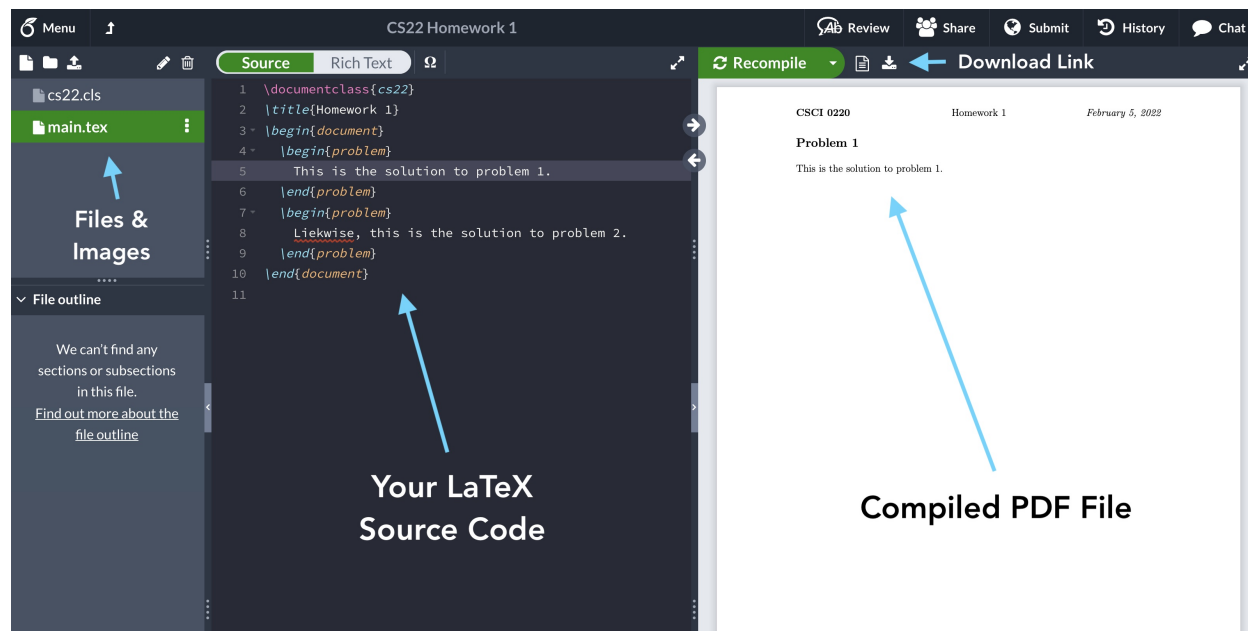 Menu
CS22 Homework 1
Review
Share
Submit
History
Chat
Source
Rich Text
Ω
Recompile
Download Link
cs22.cls
main.tex
Files &
Images
File outline
We can't find any
sections or subsections
in this file.
Find out more about the
file outline
1 \documentclass{cs22}
2 \title{Homework 1}
3 \begin{document}
4 \begin{problem}
5 This is the solution to problem 1.
6 \end{problem}
7 \begin{problem}
8 Liekwise, this is the solution to problem 2.
9 \end{problem}
10 \end{document}
11
Your LaTeX
Source Code
CSCI 0220 Homework 1 February 5, 2022
Problem 1
This is the solution to problem 1.
Compiled PDF File